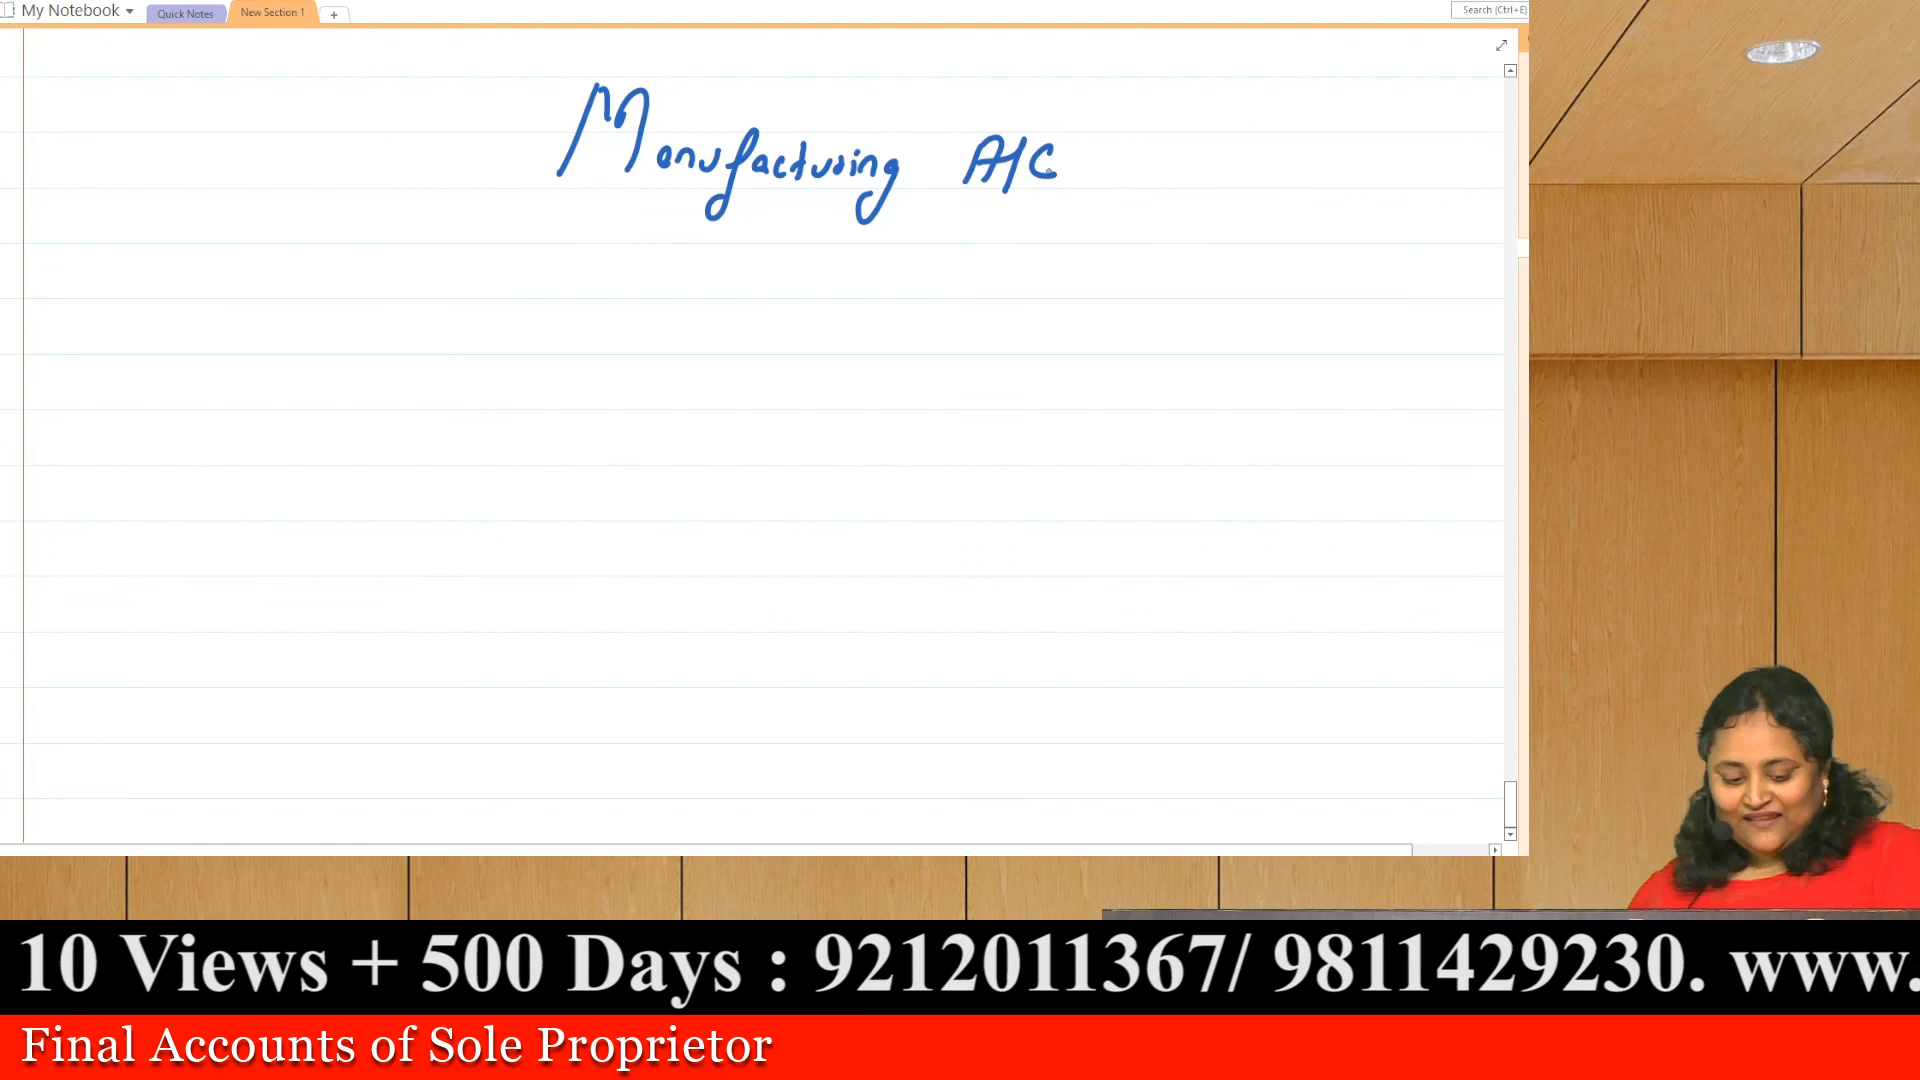 My Notebook
Quick Notes
New Section 1
+
Search (Ctrl+E)
Manufacturing A/C
10 Views + 500 Days : 9212011367/ 9811429230. www.
Final Accounts of Sole Proprietor